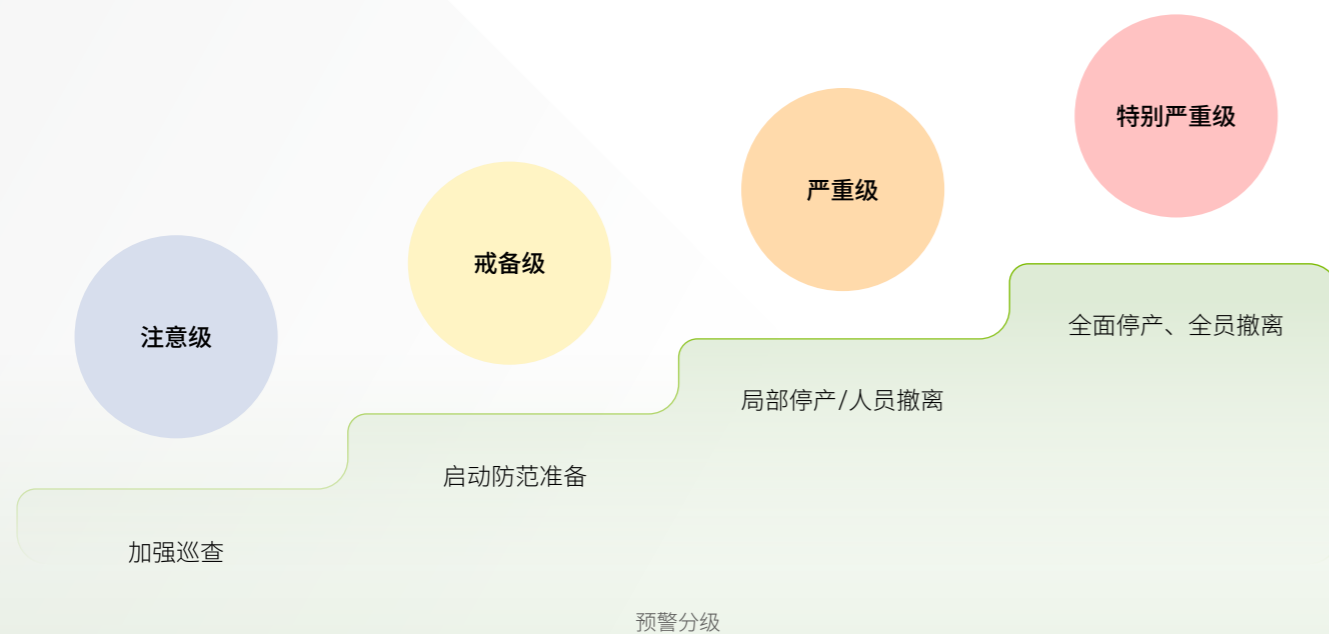 注意级
加强巡查
戒备级
启动防范准备
严重级
局部停产/人员撤离
特别严重级
全面停产、全员撤离
预警分级